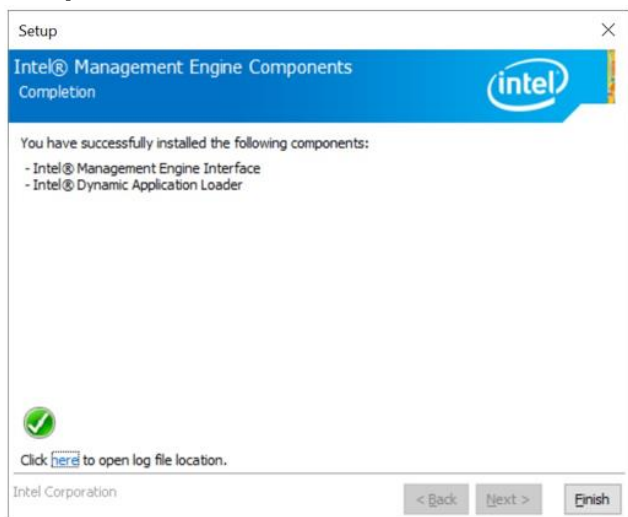 Setup
Intel® Management Engine Components
intel
Completion
You have successfully installed the following components:
- Intel® Management Engine Interface
- Intel® Dynamic Application Loader
Click here to open log file location.
Intel Corporation
< Back Next > Finish